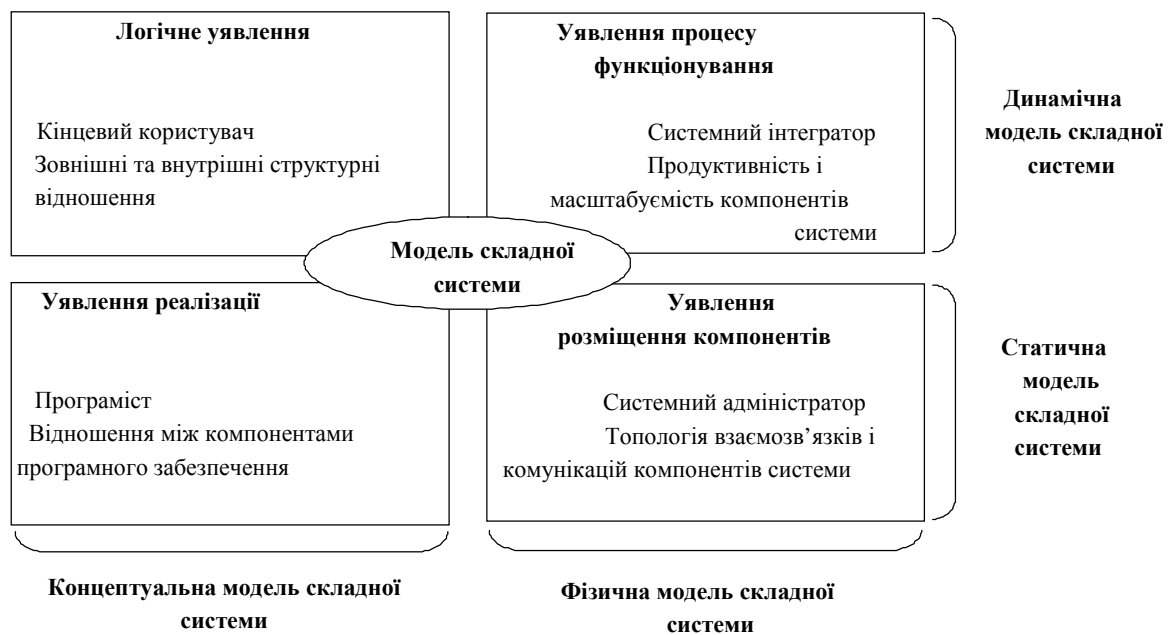 Логічне уявлення
Кінцевий користувач
Зовнішні та внутрішні структурні
відношення
Уявлення процесу
функціонування
Системний інтегратор
Продуктивність і
масштабуємість компонентів
системи
Динамічна
модель складної
системи
Модель складної
системи
Уявлення реалізації
Програміст
Відношення між компонентами
програмного забезпечення
Уявлення
розміщення компонентів
Системний адміністратор
Топологія взаємозв’язків і
комунікацій компонентів системи
Статична
модель
складної
системи
Концептуальна модель складної
системи
Фізична модель складної
системи